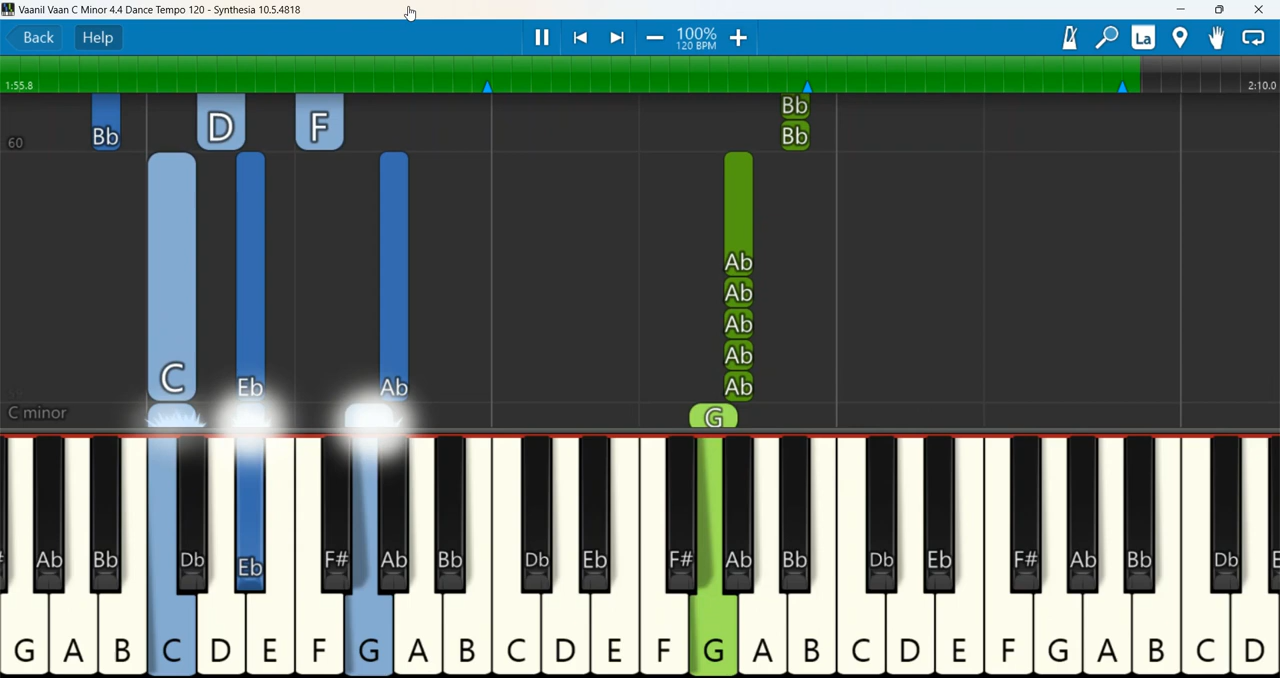 Vaanil Vaan C Minor 4.4 Dance Tempo 120 - Synthesia 10.5.4818
Back Help 100% La
120 BPM
1:55.8 2:10.0
Bb D F Bb
60 Bb
Ab
Ab
Ab
Ab
C Eb Ab Ab
C minor G
Ab Bb Db Eb F# Ab Bb Db Eb F# Ab Bb Db Eb F# Ab Bb Db E
G A B C D E F G A B C D E F G A B C D E F G A B C D